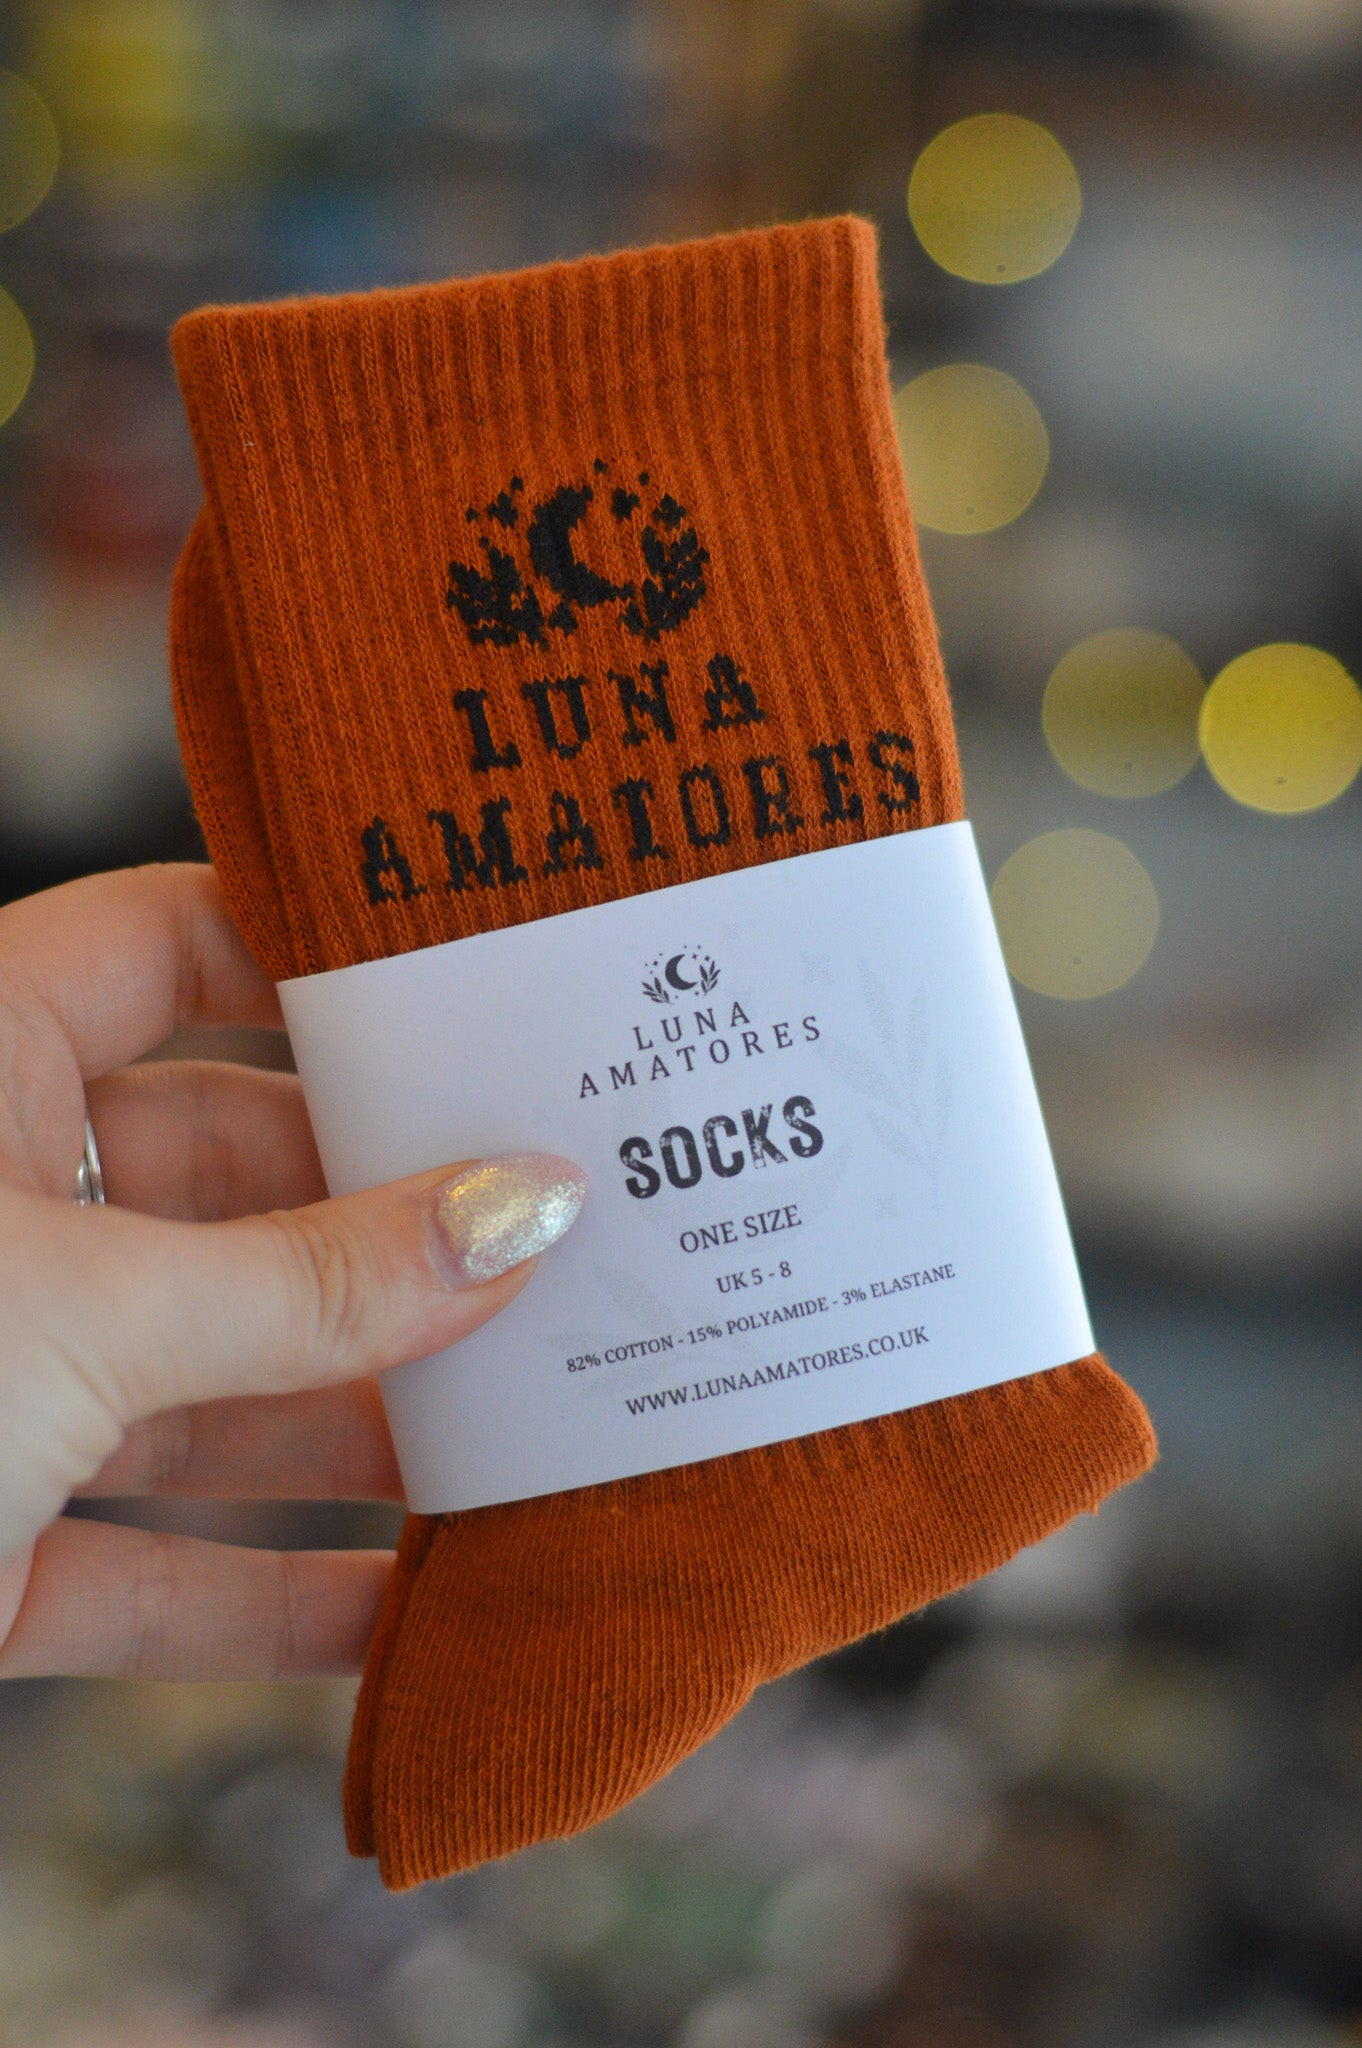 LUNA
AMATORES
LUNA
AMATORES
SOCKS
ONE SIZE
UK 5 - 8
82% COTTON - 15% POLYAMIDE - 3% ELASTANE
WWW.LUNAAMATORES.CO.UK